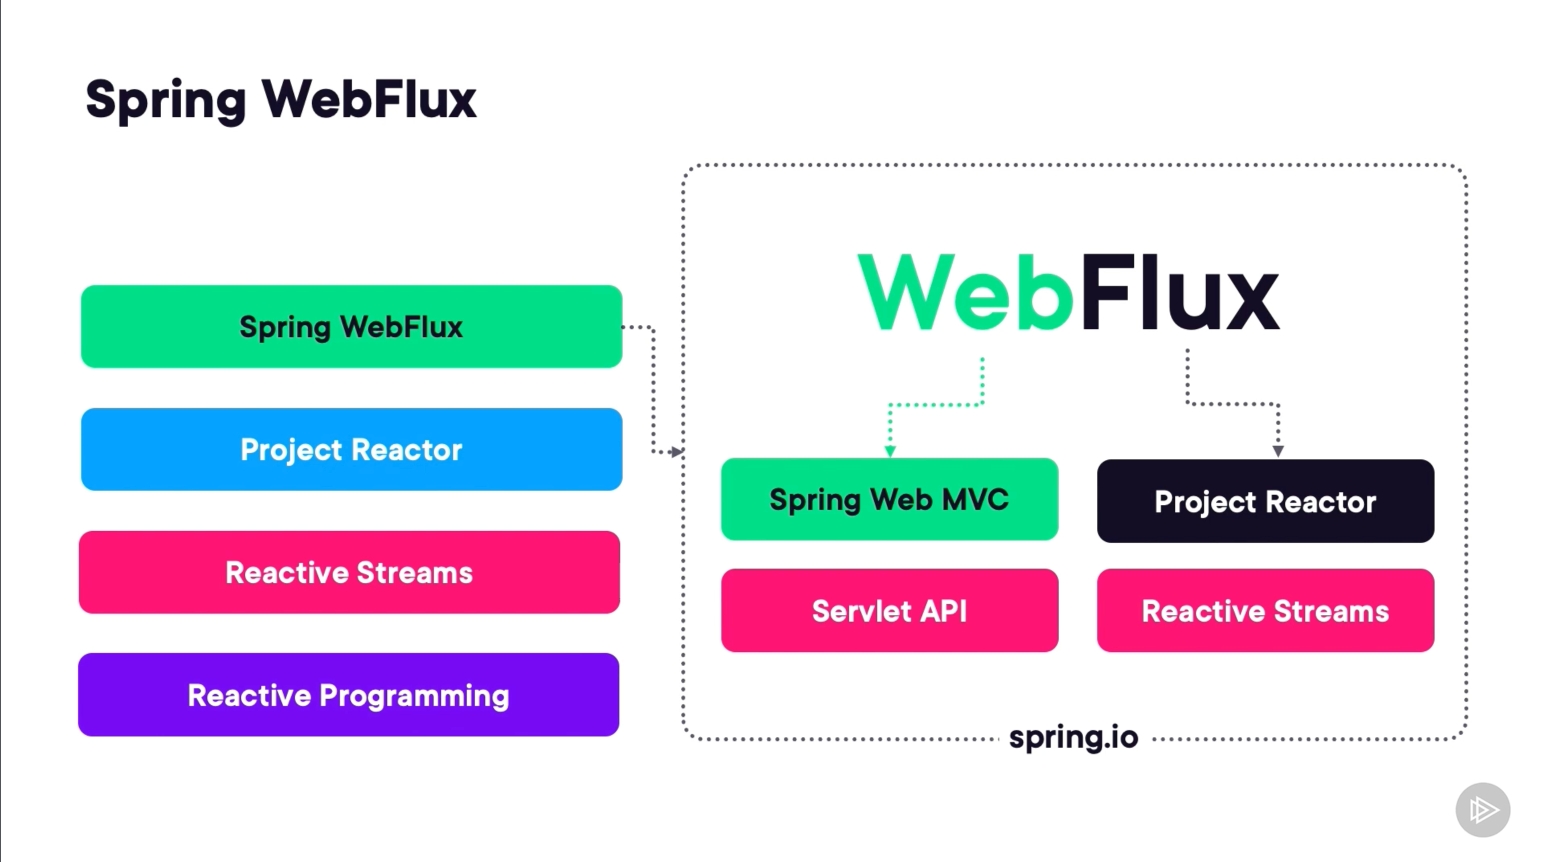 Spring WebFlux
Spring WebFlux
Project Reactor
Reactive Streams
Reactive Programming
WebFlux
Spring Web MVC
Project Reactor
Servlet API
Reactive Streams
spring.io